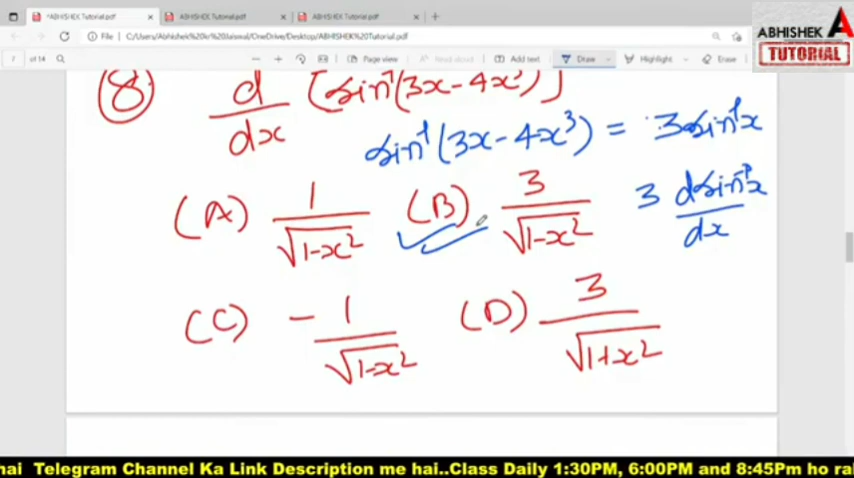 *ABHISHEK Tutorial.pdf
ABHISHEK Tutorial.pdf
ABHISHEK Tutorial.pdf
File
C:/Users/Abhishek%20kr%20Jaiswal/OneDrive/Desktop/ABHISHEK%20Tutorial.pdf
of 14
Page view
Read aloud
Add text
Draw
Highlight
Erase
ABHISHEK
TUTORIAL
(8) d/dx [sin⁻¹(3x-4x³)]
sin⁻¹(3x-4x³) = 3sin⁻¹x
(A) 1/√1-x² (B) 3/√1-x² 3 dsin⁻¹x/dx
(C) -1/√1-x² (D) 3/√1+x²
hai Telegram Channel Ka Link Description me hai..Class Daily 1:30PM, 6:00PM and 8:45Pm ho